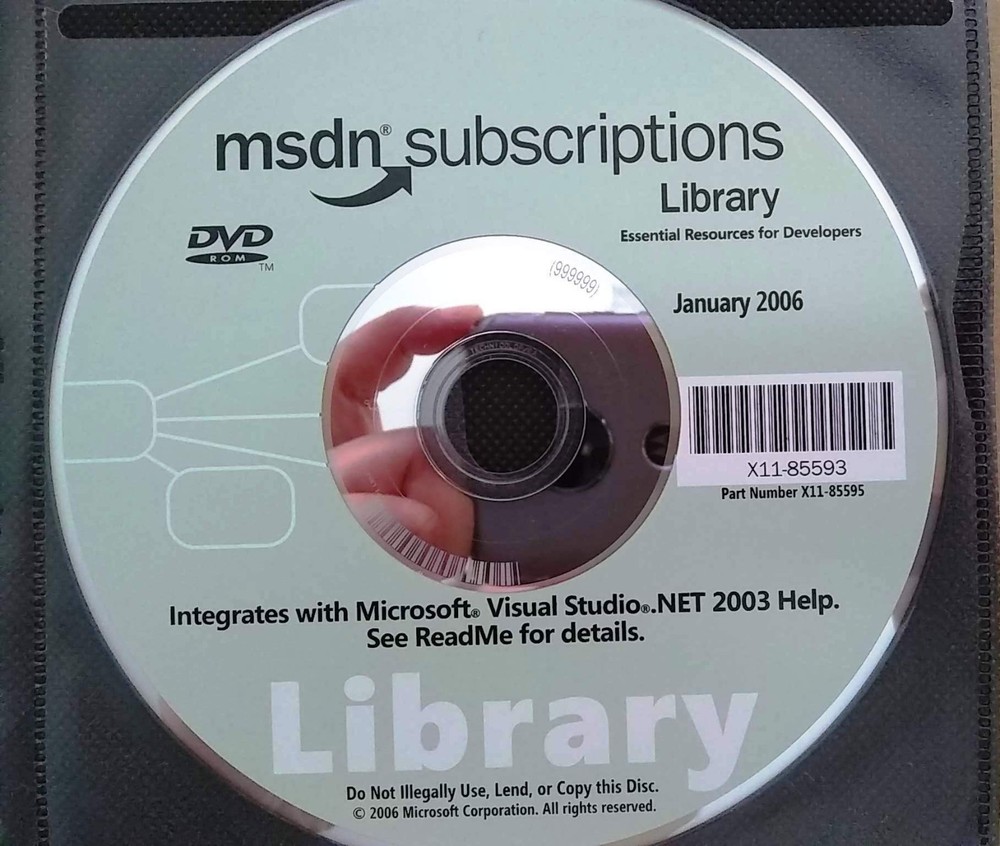 msdn® subscriptions
Library
Essential Resources for Developers
DVD
ROM
TM
(999999)
January 2006
X11-85593
Part Number X11-85595
Integrates with Microsoft® Visual Studio®.NET 2003 Help.
See ReadMe for details.
Library
Do Not Illegally Use, Lend, or Copy this Disc.
© 2006 Microsoft Corporation. All rights reserved.